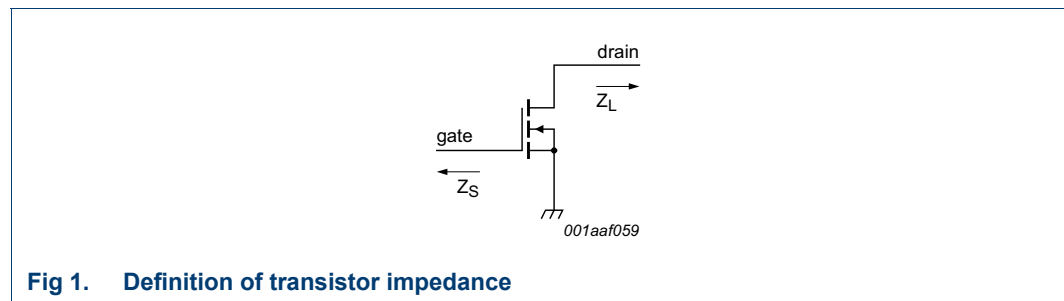 drain
Z_L
gate
Z_S
001aaf059
Fig 1. Definition of transistor impedance